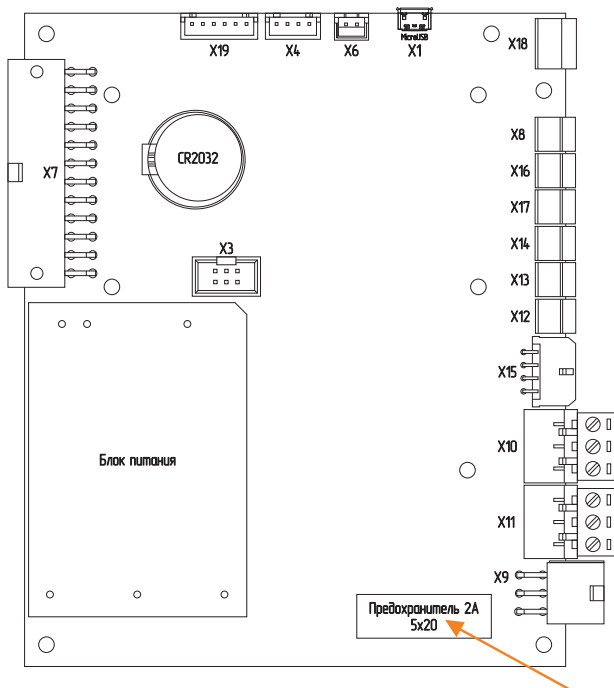 X19
X4
X6
X1
MicroUSB
X18
X8
X7
CR2032
X16
X17
X3
X14
X13
X12
X15
X10
Блок питания
X11
X9
Предохранитель 2А
5x20